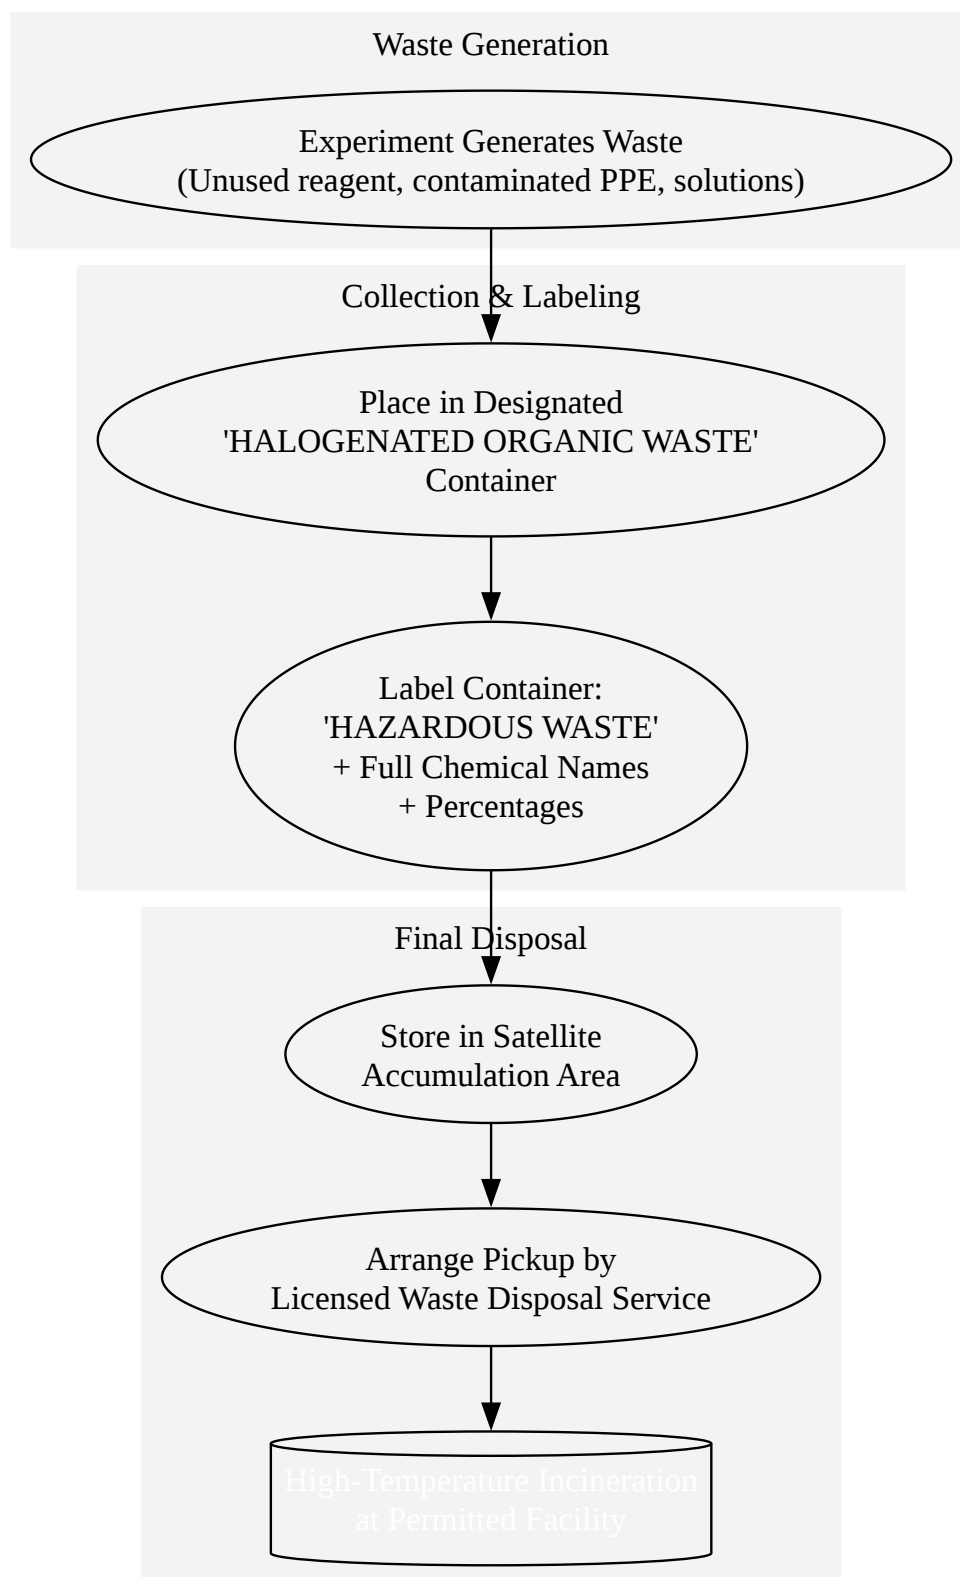 Waste Generation
Experiment Generates Waste
(Unused reagent, contaminated PPE, solutions)
Collection & Labeling
Place in Designated
'HALOGENATED ORGANIC WASTE'
Container
Label Container:
'HAZARDOUS WASTE'
+ Full Chemical Names
+ Percentages
Final Disposal
Store in Satellite
Accumulation Area
Arrange Pickup by
Licensed Waste Disposal Service
High-Temperature Incineration
at Permitted Facility